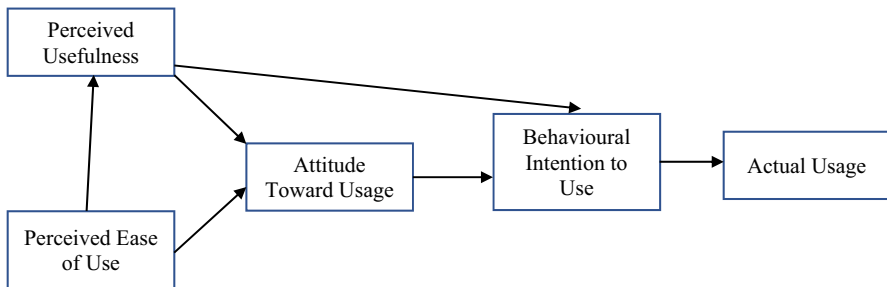 Perceived
Usefulness
Behavioural
Intention to
Use
Actual Usage
Attitude
Toward Usage
Perceived Ease
of Use